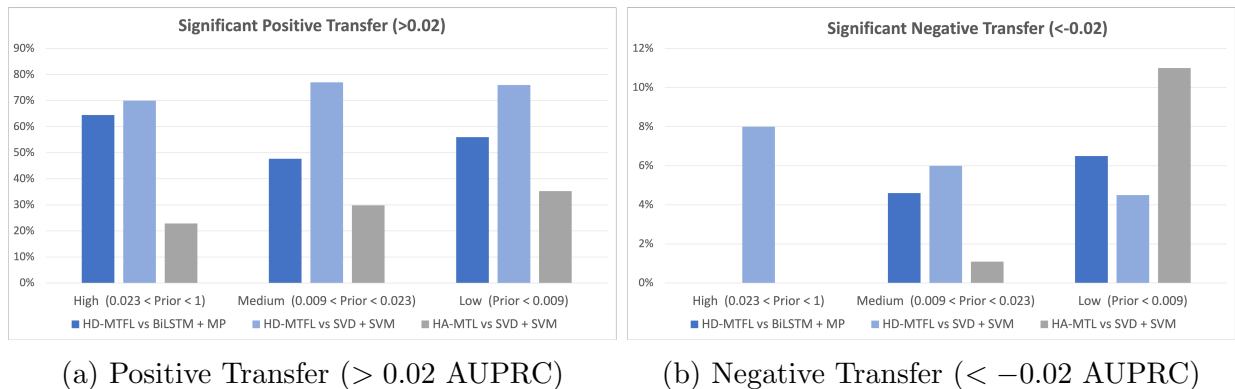 Significant Positive Transfer (>0.02)
90%
80%
70%
60%
50%
40%
30%
20%
10%
0%
High (0.023 < Prior < 1)
Medium (0.009 < Prior < 0.023)
Low (Prior < 0.009)
HD-MTFL vs BiLSTM + MP
HD-MTFL vs SVD + SVM
HA-MTL vs SVD + SVM
(a) Positive Transfer (> 0.02 AUPRC)
Significant Negative Transfer (<-0.02)
12%
10%
8%
6%
4%
2%
0%
High (0.023 < Prior < 1)
Medium (0.009 < Prior < 0.023)
Low (Prior < 0.009)
HD-MTFL vs BiLSTM + MP
HD-MTFL vs SVD + SVM
HA-MTL vs SVD + SVM
(b) Negative Transfer (< −0.02 AUPRC)